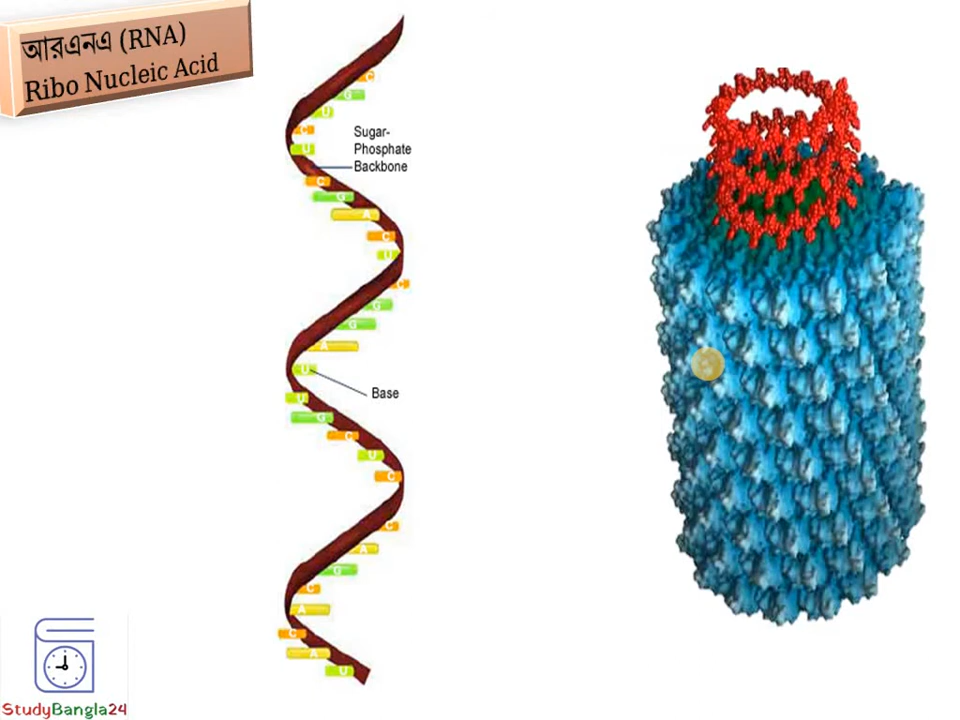 আরএনএ (RNA)
Ribo Nucleic Acid
C
G
U
C
U
Sugar-
Phosphate
Backbone
C
G
A
C
U
C
G
G
A
U
Base
U
G
C
U
C
C
A
G
C
A
C
A
U
StudyBangla24